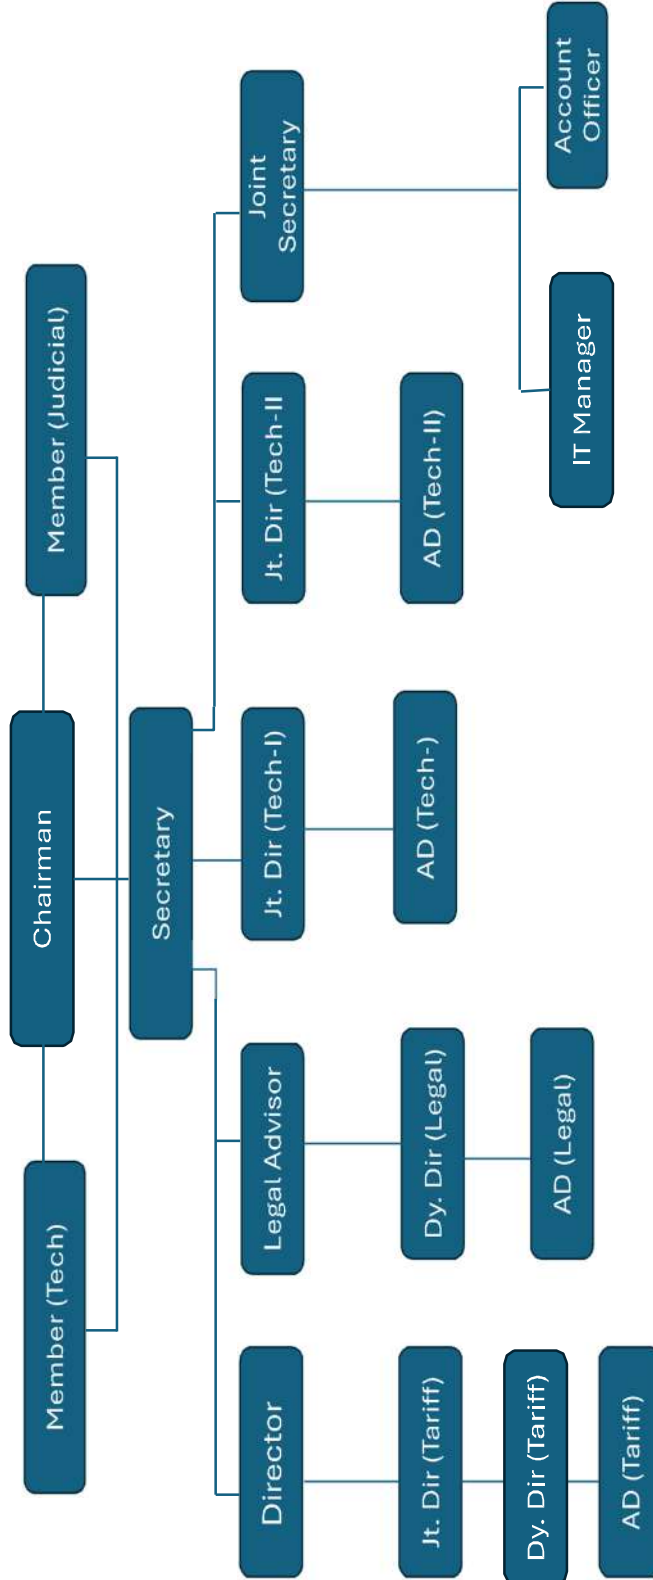 Member (Tech)
Chairman
Member (Judicial)
Secretary
Director
Legal Advisor
Jt. Dir (Tech-I)
Jt. Dir (Tech-II
Joint
Secretary
Jt. Dir (Tariff)
Dy. Dir (Legal)
AD (Tech-)
AD (Tech-II)
Dy. Dir (Tariff)
AD (Legal)
IT Manager
Account
Officer
AD (Tariff)